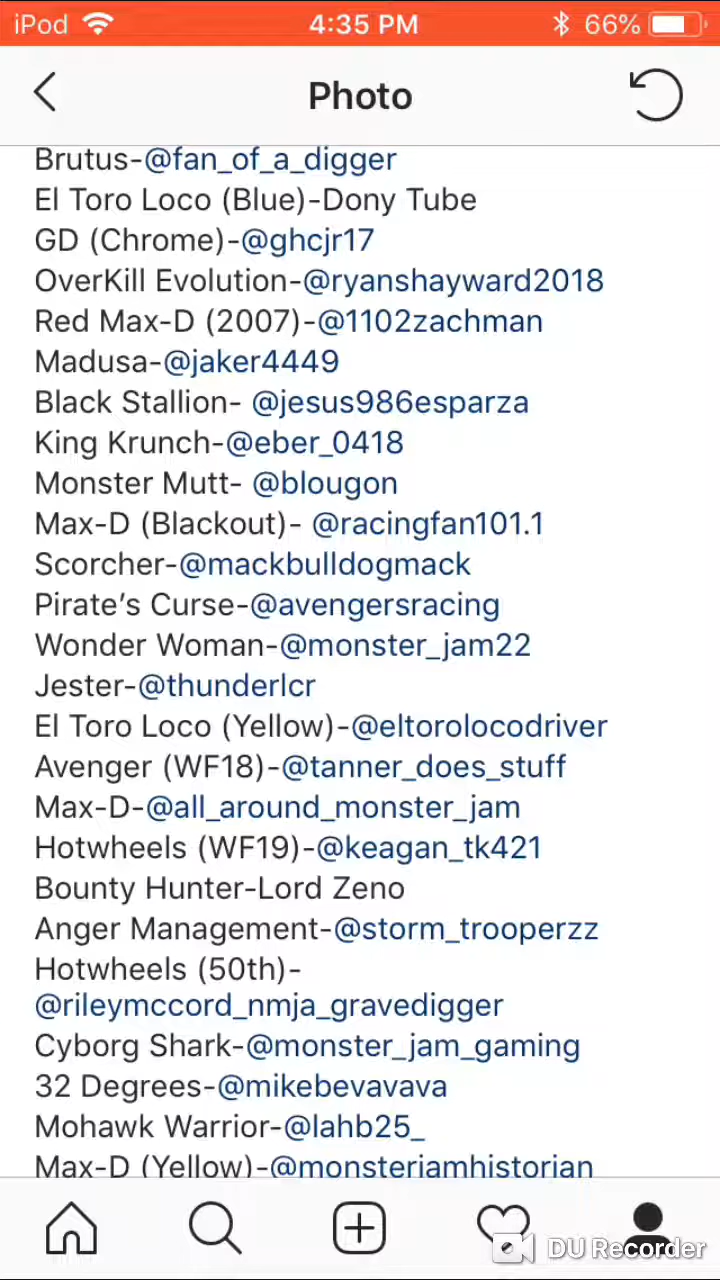 iPod 4:35 PM 66%
Photo
Brutus-@fan_of_a_digger
El Toro Loco (Blue)-Dony Tube
GD (Chrome)-@ghcjr17
OverKill Evolution-@ryanshayward2018
Red Max-D (2007)-@1102zachman
Madusa-@jaker4449
Black Stallion- @jesus986esparza
King Krunch-@eber_0418
Monster Mutt- @blougon
Max-D (Blackout)- @racingfan101.1
Scorcher-@mackbulldogmack
Pirate’s Curse-@avengersracing
Wonder Woman-@monster_jam22
Jester-@thunderlcr
El Toro Loco (Yellow)-@eltorolocodriver
Avenger (WF18)-@tanner_does_stuff
Max-D-@all_around_monster_jam
Hotwheels (WF19)-@keagan_tk421
Bounty Hunter-Lord Zeno
Anger Management-@storm_trooperzz
Hotwheels (50th)-
@rileymccord_nmja_gravedigger
Cyborg Shark-@monster_jam_gaming
32 Degrees-@mikebevavava
Mohawk Warrior-@lahb25_
Max-D (Yellow)-@monsterjamhistorian
DU Recorder